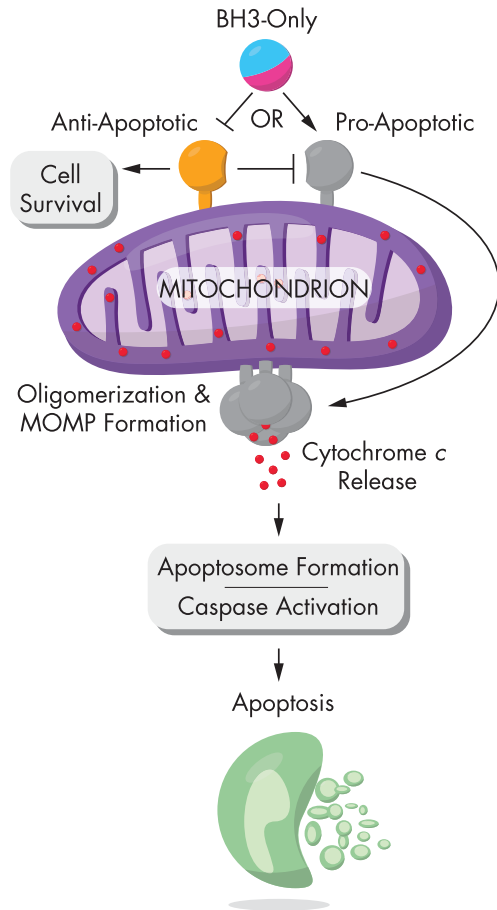 BH3-Only
Anti-Apoptotic
OR
Pro-Apoptotic
Cell
Survival
MITOCHONDRION
Oligomerization &
MOMP Formation
Cytochrome c
Release
Apoptosome Formation
Caspase Activation
Apoptosis